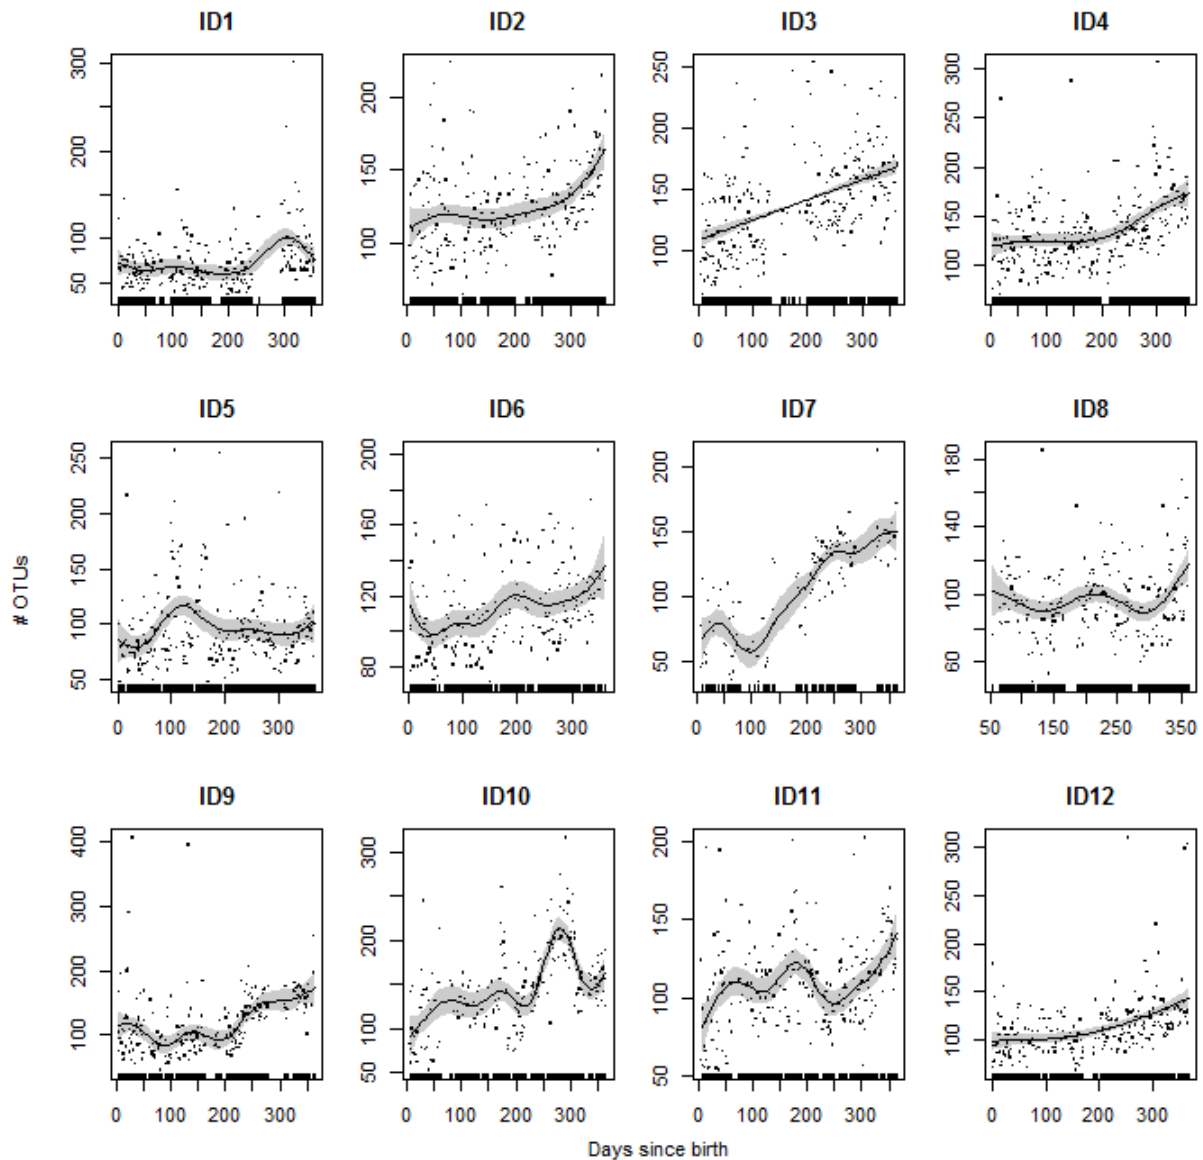 ID1 ID2 ID3 ID4
300 200 250 300
200 150 200 250
100 100 150 200
50 100 150
100
0 100 200 300 0 100 200 300 0 100 200 300 0 100 200 300
ID5 ID6 ID7 ID8
250 200 200 180
200 160 150 140
150 120 100 100
100 80 50 60
50
0 100 200 300 0 100 200 300 0 100 200 300 50 150 250 350
# OTUs
ID9 ID10 ID11 ID12
400 300 200 300
300 200 150 250
200 100 100 200
100 50 50 150
100
0 100 200 300 0 100 200 300 0 100 200 300 0 100 200 300
Days since birth